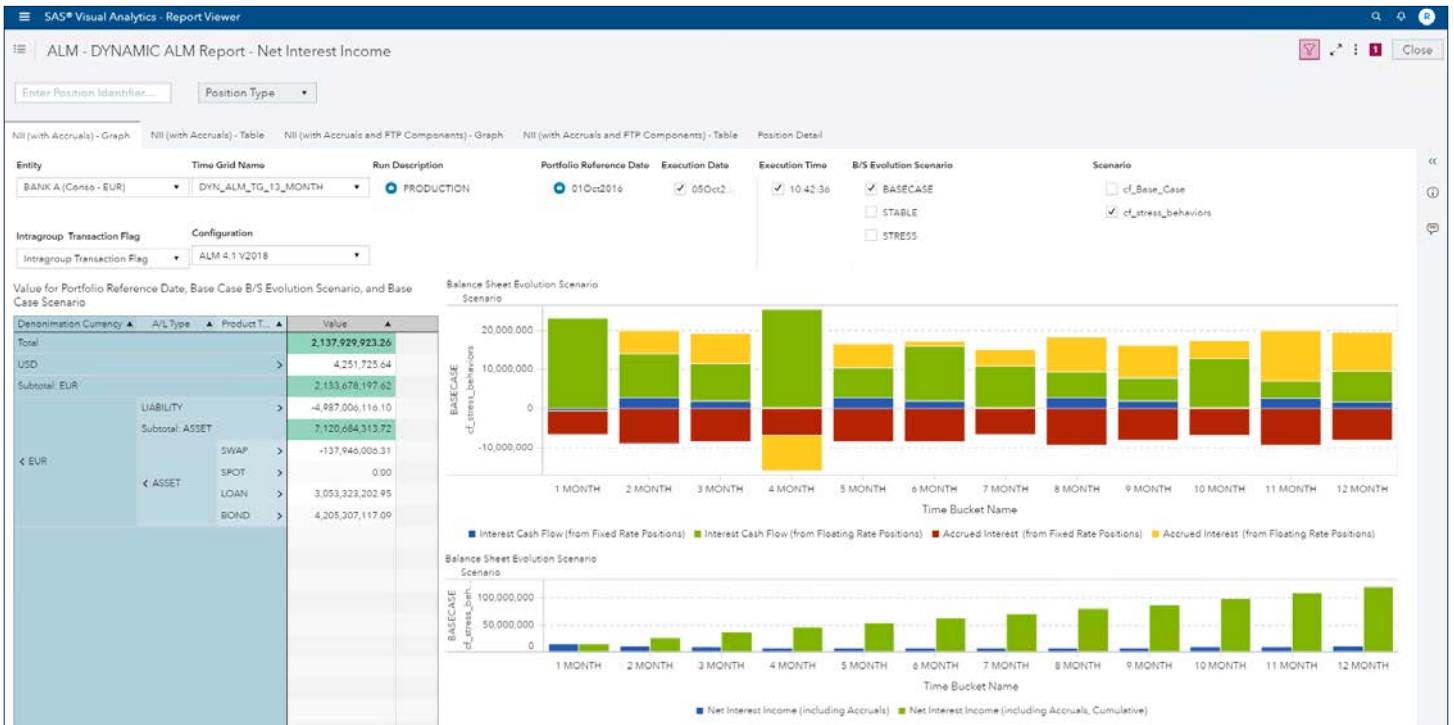 SAS® Visual Analytics - Report Viewer
R
ALM - DYNAMIC ALM Report - Net Interest Income
1
Close
Enter Position Identifier...
Position Type
NII (with Accruals) - Graph
NII (with Accruals) - Table
NII (with Accruals and FTP Components) - Graph
NII (with Accruals and FTP Components) - Table
Position Detail
Entity
Time Grid Name
Run Description
Portfolio Reference Date
Execution Date
Execution Time
B/S Evolution Scenario
Scenario
BANK A (Conso - EUR)
DYN_ALM_TG_13_MONTH
PRODUCTION
01Oct2016
05Oct2...
10:42:36
BASECASE
cf_Base_Case
STABLE
cf_stress_behaviors
STRESS
Intragroup Transaction Flag
Configuration
Intragroup Transaction Flag
ALM 4.1 V2018
Value for Portfolio Reference Date, Base Case B/S Evolution Scenario, and Base
Case Scenario
Denonimation Currency
A/L Type
Product T...
Value
Total
2,137,929,923.26
USD
4,251,725.64
Subtotal: EUR
2,133,678,197.62
LIABILITY
-4,987,006,116.10
Subtotal: ASSET
7,120,684,313.72
< EUR
< ASSET
SWAP
-137,946,006.31
SPOT
0.00
LOAN
3,053,323,202.95
BOND
4,205,307,117.09
Balance Sheet Evolution Scenario
Scenario
BASECASE
cf_stress_behaviors
20,000,000
10,000,000
0
-10,000,000
1 MONTH 2 MONTH 3 MONTH 4 MONTH 5 MONTH 6 MONTH 7 MONTH 8 MONTH 9 MONTH 10 MONTH 11 MONTH 12 MONTH
Time Bucket Name
Interest Cash Flow (from Fixed Rate Positions) Interest Cash Flow (from Floating Rate Positions) Accrued Interest (from Fixed Rate Positions) Accrued Interest (from Floating Rate Positions)
Balance Sheet Evolution Scenario
Scenario
BASECASE
cf_stress_beh...
100,000,000
50,000,000
0
1 MONTH 2 MONTH 3 MONTH 4 MONTH 5 MONTH 6 MONTH 7 MONTH 8 MONTH 9 MONTH 10 MONTH 11 MONTH 12 MONTH
Time Bucket Name
Net Interest Income (including Accruals) Net Interest Income (including Accruals, Cumulative)